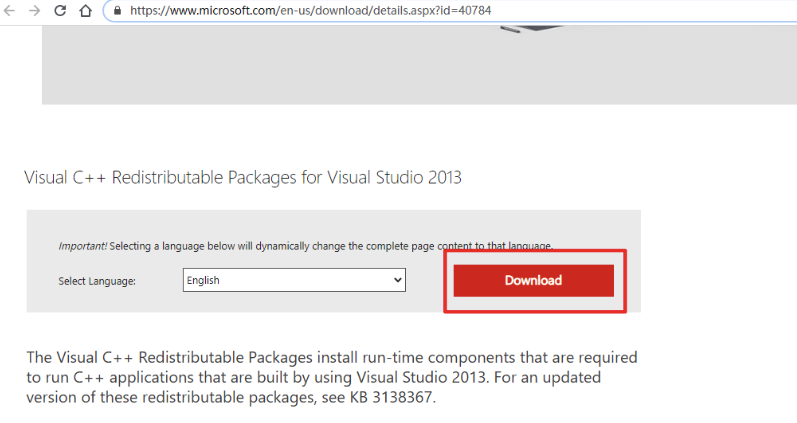 https://www.microsoft.com/en-us/download/details.aspx?id=40784
Visual C++ Redistributable Packages for Visual Studio 2013
Important! Selecting a language below will dynamically change the complete page content to that language.
Select Language: English Download
The Visual C++ Redistributable Packages install run-time components that are required
to run C++ applications that are built by using Visual Studio 2013. For an updated
version of these redistributable packages, see KB 3138367.